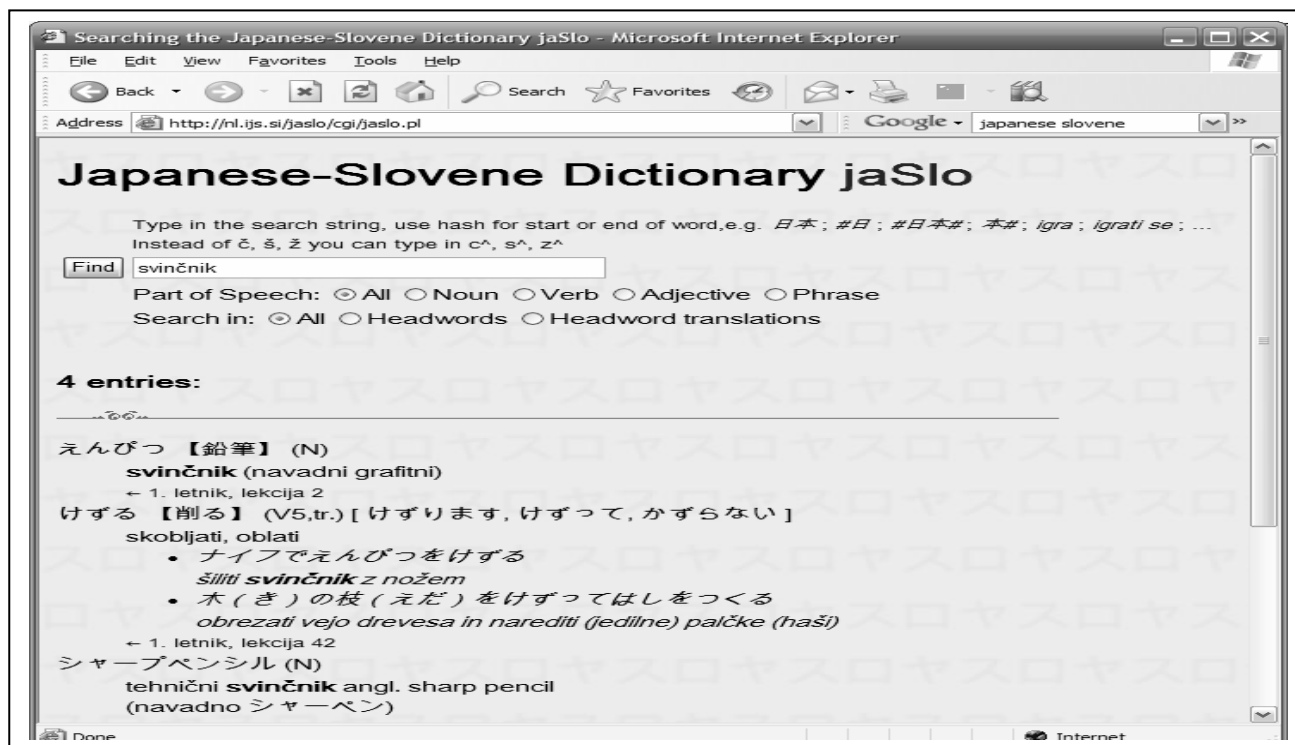 Searching the Japanese-Slovene Dictionary jaSlo - Microsoft Internet Explorer
File Edit View Favorites Tools Help
Back Search Favorites
Address http://nl.ijs.si/jaslo/cgi/jaslo.pl Google japanese slovene »
Japanese-Slovene Dictionary jaSlo
Type in the search string, use hash for start or end of word,e.g. 日本 ; #日 ; #日本# ; 本# ; igra ; igrati se ; ...
Instead of č, š, ž you can type in c^, s^, z^
Find svinčnik
Part of Speech: All Noun Verb Adjective Phrase
Search in: All Headwords Headword translations
4 entries:
えんぴつ 【鉛筆】 (N)
svinčnik (navadni grafitni)
← 1. letnik, lekcija 2
けずる 【削る】 (V5,tr.) [ けずります, けずって, かずらない ]
skobljati, oblati
• ナイフでえんぴつをけずる
šiliti svinčnik z nožem
• 木 ( き ) の枝 ( えだ ) をけずってはしをつくる
obrezati vejo drevesa in narediti (jedilne) palčke (haši)
← 1. letnik, lekcija 42
シャープペンシル (N)
tehnični svinčnik angl. sharp pencil
(navadno シャーペン)
Done Internet